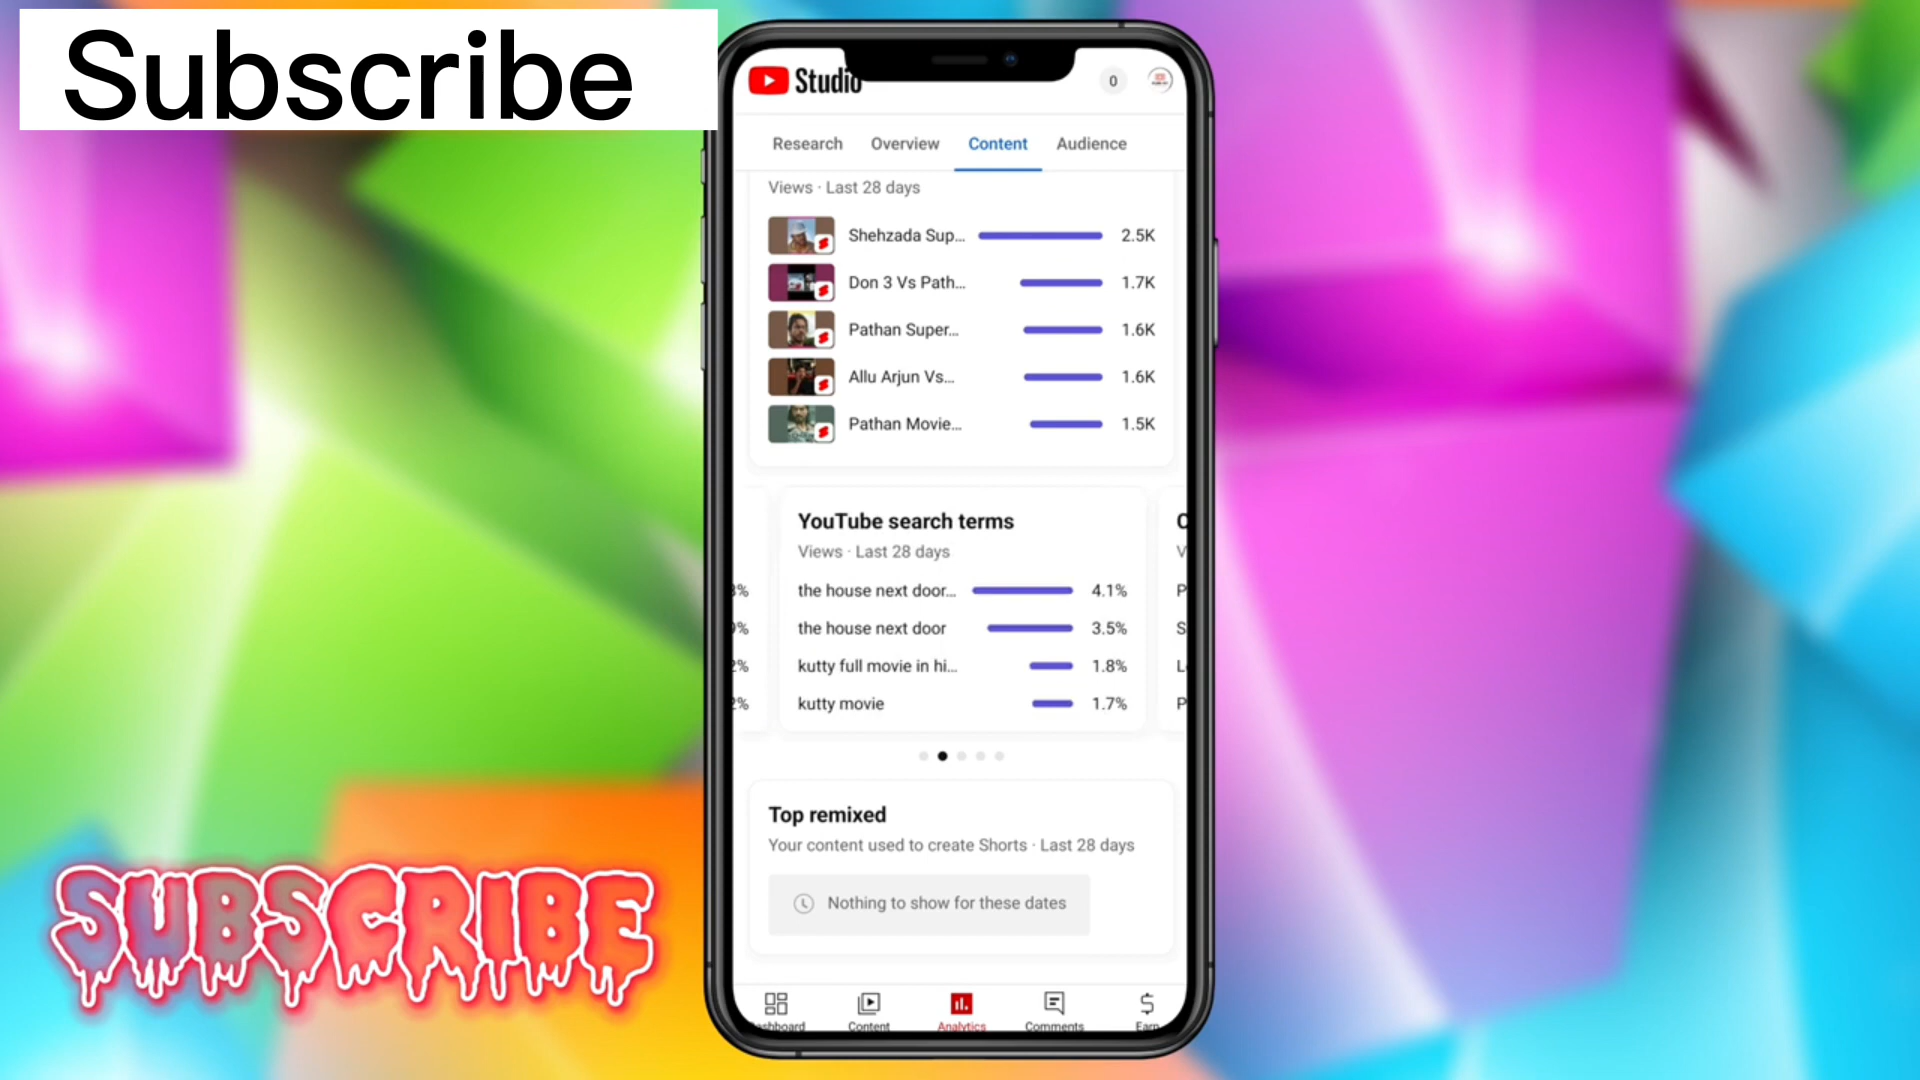 Subscribe
Studio
0
Research Overview Content Audience
Views · Last 28 days
Shehzada Sup... 2.5K
Don 3 Vs Path... 1.7K
Pathan Super... 1.6K
Allu Arjun Vs... 1.6K
Pathan Movie... 1.5K
YouTube search terms
Views · Last 28 days
the house next door... 4.1%
the house next door 3.5%
kutty full movie in hi... 1.8%
kutty movie 1.7%
Top remixed
Your content used to create Shorts · Last 28 days
Nothing to show for these dates
SUBSCRIBE
ashboard Content Analytics Comments Earn